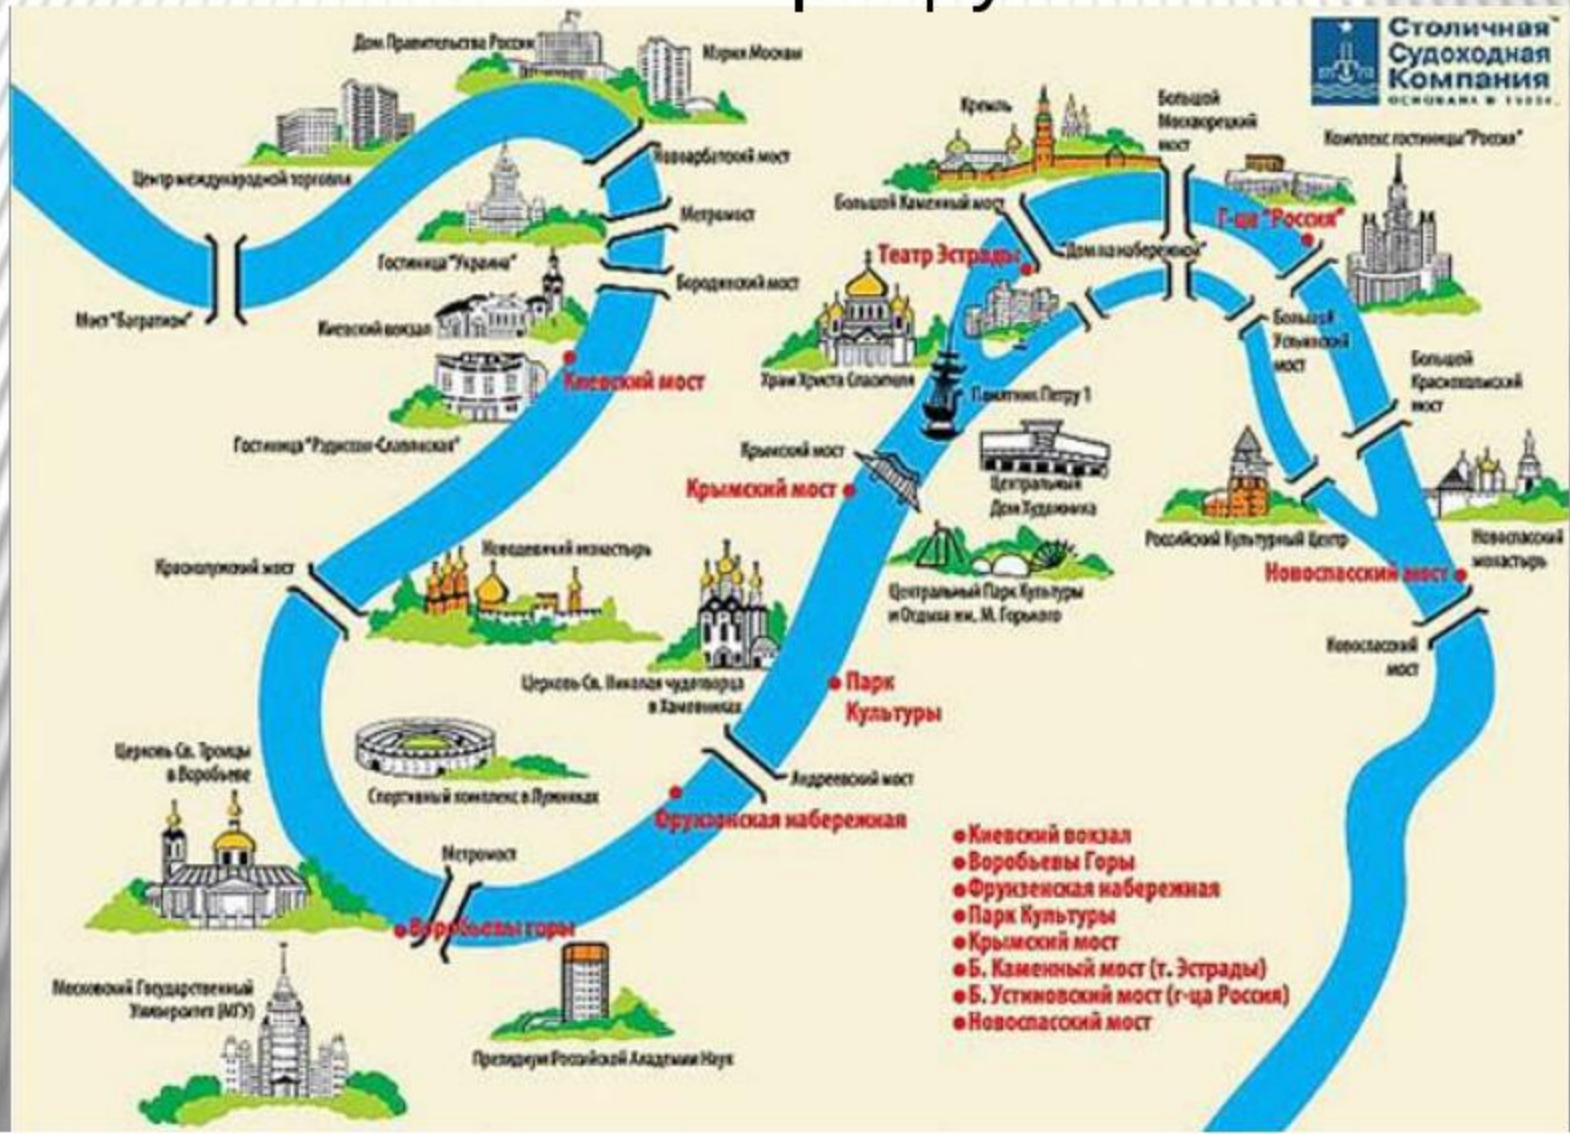 Столичная
Судоходная
Компания
Дом Правительства России
Мэрия Москвы
Центр международной торговли
Новоарбатский мост
Метромост
Гостиница "Украина"
Бородинский мост
Мост "Багратион"
Киевский вокзал
Киевский мост
Гостиница "Рэдиссон-Славянская"
Кремль
Большой
Москворецкий
мост
Комплекс гостиницы "Россия"
Большой Каменный мост
Г-ца "Россия"
Театр Эстрады
"Дом на набережной"
Большой
Устьинский
мост
Храм Христа Спасителя
Памятник Петру 1
Большой
Краснохолмский
мост
Крымский мост
Крымский мост
Центральный
Дом Художника
Российский Культурный Центр
Новоспасский
монастырь
Новоспасский мост
Новоспасский
мост
Краснолужский мост
Новодевичий монастырь
Центральный Парк Культуры
и Отдыха им. М. Горького
Церковь Св. Николая чудотворца
в Хамовниках
Парк
Культуры
Церковь Св. Троицы
в Воробьеве
Спортивный комплекс в Лужниках
Андреевский мост
Фрунзенская набережная
Метромост
Воробьевы горы
Московский Государственный
Университет (МГУ)
Президиум Российской Академии Наук
Киевский вокзал
Воробьевы Горы
Фрунзенская набережная
Парк Культуры
Крымский мост
Б. Каменный мост (т. Эстрады)
Б. Устиновский мост (г-ца Россия)
Новоспасский мост